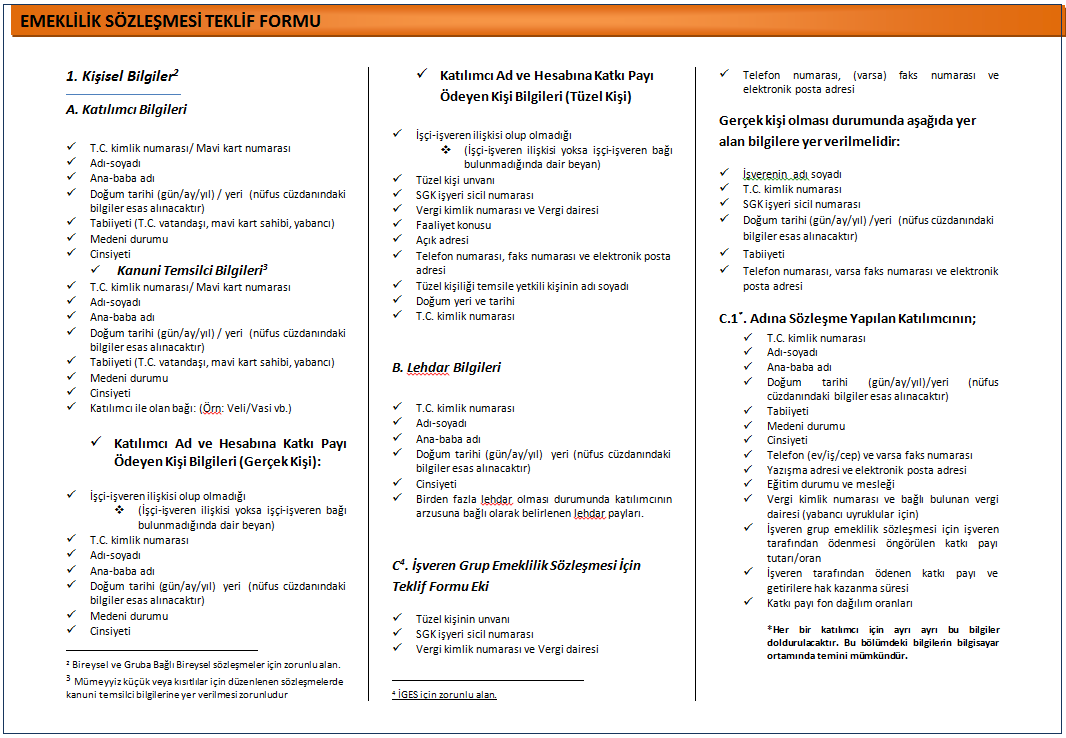 EMEKLİLİK SÖZLEŞMESİ TEKLİF FORMU
1. Kişisel Bilgiler²
A. Katılımcı Bilgileri
✓ T.C. kimlik numarası/ Mavi kart numarası
✓ Adı-soyadı
✓ Ana-baba adı
✓ Doğum tarihi (gün/ay/yıl) / yeri (nüfus cüzdanındaki
bilgiler esas alınacaktır)
✓ Tabiiyeti (T.C. vatandaşı, mavi kart sahibi, yabancı)
✓ Medeni durumu
✓ Cinsiyeti
✓ Kanuni Temsilci Bilgileri³
✓ T.C. kimlik numarası/ Mavi kart numarası
✓ Adı-soyadı
✓ Ana-baba adı
✓ Doğum tarihi (gün/ay/yıl) / yeri (nüfus cüzdanındaki
bilgiler esas alınacaktır)
✓ Tabiiyeti (T.C. vatandaşı, mavi kart sahibi, yabancı)
✓ Medeni durumu
✓ Cinsiyeti
✓ Katılımcı ile olan bağı: (Örn: Veli/Vasi vb.)
✓ Katılımcı Ad ve Hesabına Katkı Payı
Ödeyen Kişi Bilgileri (Gerçek Kişi):
✓ İşçi-işveren ilişkisi olup olmadığı
❖ (İşçi-işveren ilişkisi yoksa işçi-işveren bağı
bulunmadığında dair beyan)
✓ T.C. kimlik numarası
✓ Adı-soyadı
✓ Ana-baba adı
✓ Doğum tarihi (gün/ay/yıl) yeri (nüfus cüzdanındaki
bilgiler esas alınacaktır)
✓ Medeni durumu
✓ Cinsiyeti
² Bireysel ve Gruba Bağlı Bireysel sözleşmeler için zorunlu alan.
³ Mümeyyiz küçük veya kısıtlılar için düzenlenen sözleşmelerde
kanuni temsilci bilgilerine yer verilmesi zorunludur
✓ Katılımcı Ad ve Hesabına Katkı Payı
Ödeyen Kişi Bilgileri (Tüzel Kişi)
✓ İşçi-işveren ilişkisi olup olmadığı
❖ (İşçi-işveren ilişkisi yoksa işçi-işveren bağı
bulunmadığında dair beyan)
✓ Tüzel kişi unvanı
✓ SGK işyeri sicil numarası
✓ Vergi kimlik numarası ve Vergi dairesi
✓ Faaliyet konusu
✓ Açık adresi
✓ Telefon numarası, faks numarası ve elektronik posta
adresi
✓ Tüzel kişiliği temsile yetkili kişinin adı soyadı
✓ Doğum yeri ve tarihi
✓ T.C. kimlik numarası
B. Lehdar Bilgileri
✓ T.C. kimlik numarası
✓ Adı-soyadı
✓ Ana-baba adı
✓ Doğum tarihi (gün/ay/yıl) yeri (nüfus cüzdanındaki
bilgiler esas alınacaktır)
✓ Cinsiyeti
✓ Birden fazla lehdar olması durumunda katılımcının
arzusuna bağlı olarak belirlenen lehdar payları.
C⁴. İşveren Grup Emeklilik Sözleşmesi İçin
Teklif Formu Eki
✓ Tüzel kişinin unvanı
✓ SGK işyeri sicil numarası
✓ Vergi kimlik numarası ve Vergi dairesi
⁴ İGES için zorunlu alan.
✓ Telefon numarası, (varsa) faks numarası ve
elektronik posta adresi
Gerçek kişi olması durumunda aşağıda yer
alan bilgilere yer verilmelidir:
✓ İşverenin adı soyadı
✓ T.C. kimlik numarası
✓ SGK işyeri sicil numarası
✓ Doğum tarihi (gün/ay/yıl) /yeri (nüfus cüzdanındaki
bilgiler esas alınacaktır)
✓ Tabiiyeti
✓ Telefon numarası, varsa faks numarası ve elektronik
posta adresi
C.1*. Adına Sözleşme Yapılan Katılımcının;
✓ T.C. kimlik numarası
✓ Adı-soyadı
✓ Ana-baba adı
✓ Doğum tarihi (gün/ay/yıl)/yeri (nüfus
cüzdanındaki bilgiler esas alınacaktır)
✓ Tabiiyeti
✓ Medeni durumu
✓ Cinsiyeti
✓ Telefon (ev/iş/cep) ve varsa faks numarası
✓ Yazışma adresi ve elektronik posta adresi
✓ Eğitim durumu ve mesleği
✓ Vergi kimlik numarası ve bağlı bulunan vergi
dairesi (yabancı uyruklular için)
✓ İşveren grup emeklilik sözleşmesi için işveren
tarafından ödenmesi öngörülen katkı payı
tutarı/oran
✓ İşveren tarafından ödenen katkı payı ve
getirilere hak kazanma süresi
✓ Katkı payı fon dağılım oranları
*Her bir katılımcı için ayrı ayrı bu bilgiler
doldurulacaktır. Bu bölümdeki bilgilerin bilgisayar
ortamında temini mümkündür.